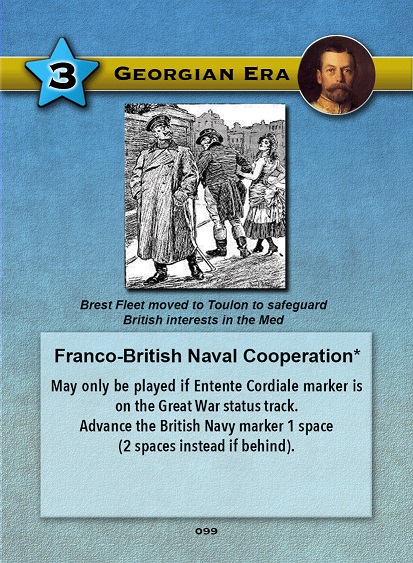 3
GEORGIAN ERA
Brest Fleet moved to Toulon to safeguard
British interests in the Med
Franco-British Naval Cooperation*
May only be played if Entente Cordiale marker is
on the Great War status track.
Advance the British Navy marker 1 space
(2 spaces instead if behind).
099